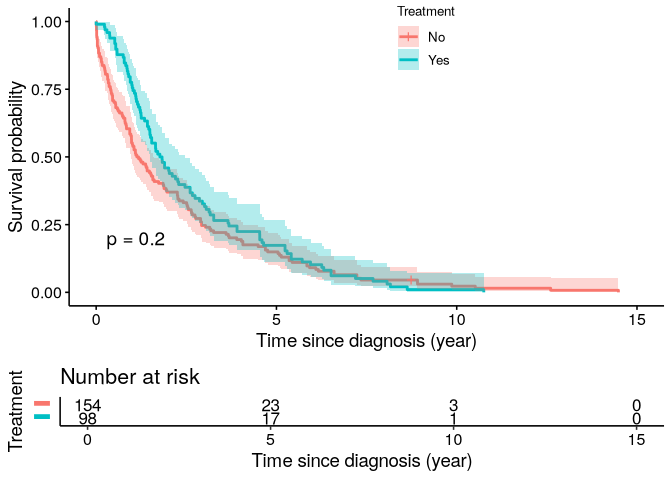 Treatment
No
Yes
Survival probability
1.00
0.75
0.50
0.25
0.00
p = 0.2
0 5 10 15
Time since diagnosis (year)
Number at risk
Treatment
154 23 3 0
98 17 1 0
0 5 10 15
Time since diagnosis (year)